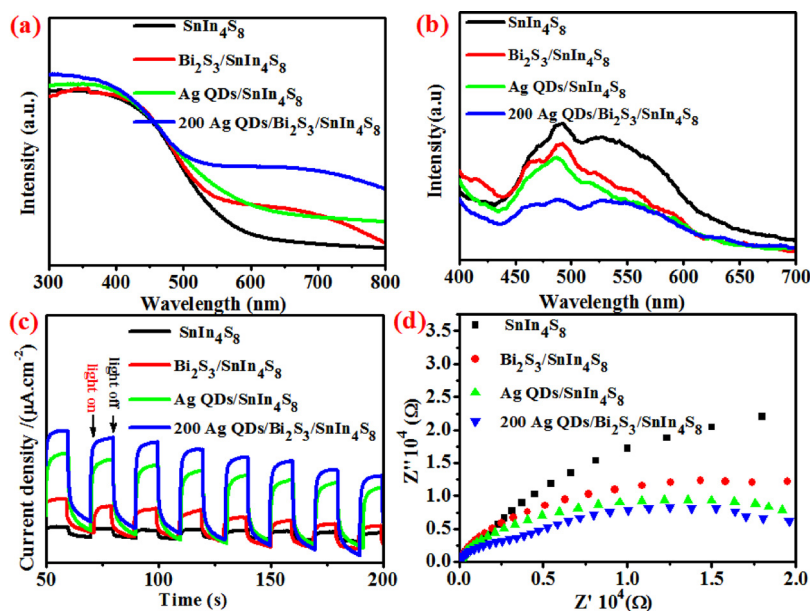 (a)
SnIn₄S₈
Bi₂S₃/SnIn₄S₈
Ag QDs/SnIn₄S₈
200 Ag QDs/Bi₂S₃/SnIn₄S₈
Intensity (a.u.)
300 400 500 600 700 800
Wavelength (nm)
(b)
SnIn₄S₈
Bi₂S₃/SnIn₄S₈
Ag QDs/SnIn₄S₈
200 Ag QDs/Bi₂S₃/SnIn₄S₈
Intensity(a.u)
400 450 500 550 600 650 700
Wavelength (nm)
(c)
SnIn₄S₈
Bi₂S₃/SnIn₄S₈
Ag QDs/SnIn₄S₈
200 Ag QDs/Bi₂S₃/SnIn₄S₈
light on
light off
Current density /(μA.cm⁻²)
50 100 150 200
Time (s)
(d)
SnIn₄S₈
Bi₂S₃/SnIn₄S₈
Ag QDs/SnIn₄S₈
200 Ag QDs/Bi₂S₃/SnIn₄S₈
Z''10⁴ (Ω)
3.5
3.0
2.5
2.0
1.5
1.0
0.5
0.0
0.0 0.5 1.0 1.5 2.0
Z' 10⁴(Ω)